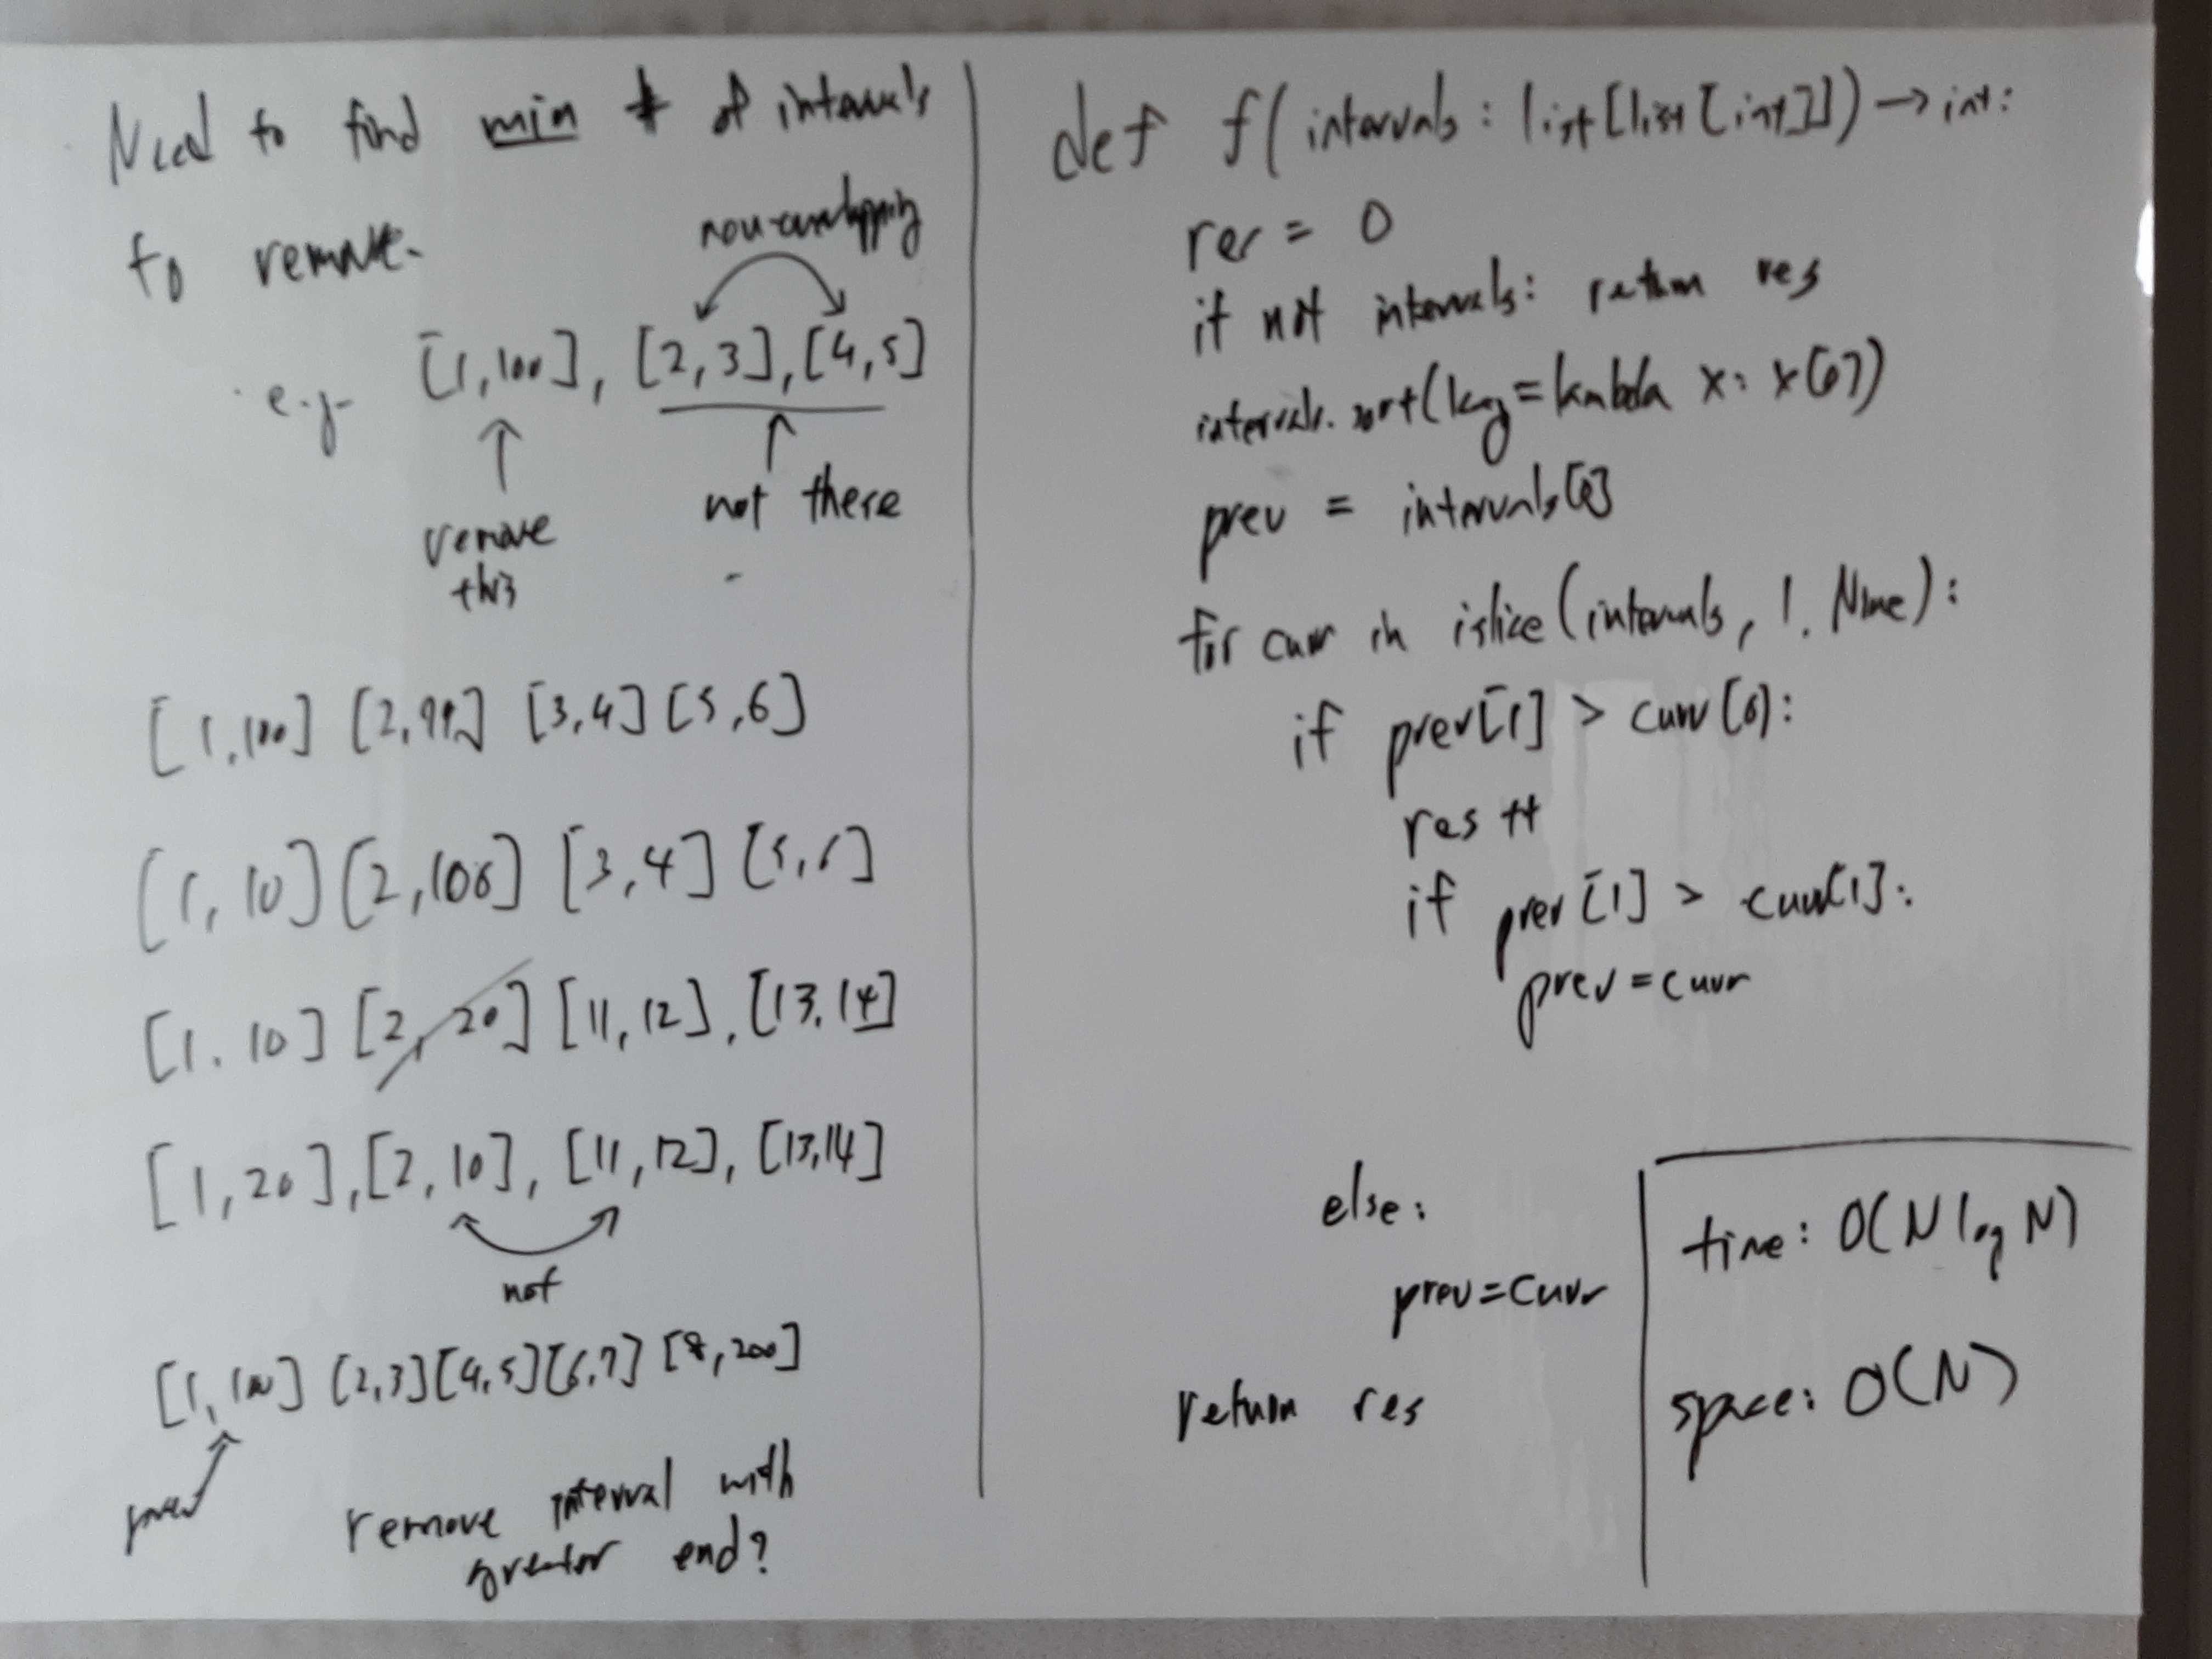 Need to find min # of intervals
to remove.
non-overlapping
e.g. [1,100], [2,3],[4,5]
remove
this
not there
[1,100] [2,99] [3,4] [5,6]
[1,10] [2,100] [3,4] [5,6]
[1,10] [2,20] [11,12], [13,14]
[1,20],[2,10], [11,12], [13,14]
not
[1,100] [2,3][4,5][6,7] [8,200]
prev
remove interval with
greater end?
def f(intervals: list[list[int]]) → int:
res = 0
if not intervals: return res
intervals.sort(key=lambda x: x[0])
prev = intervals[0]
for curr in islice(intervals, 1, None):
if prev[1] > curr[0]:
res ++
if prev[1] > curr[1]:
prev = curr
else:
prev = curr
return res
time: O(N log N)
space: O(N)